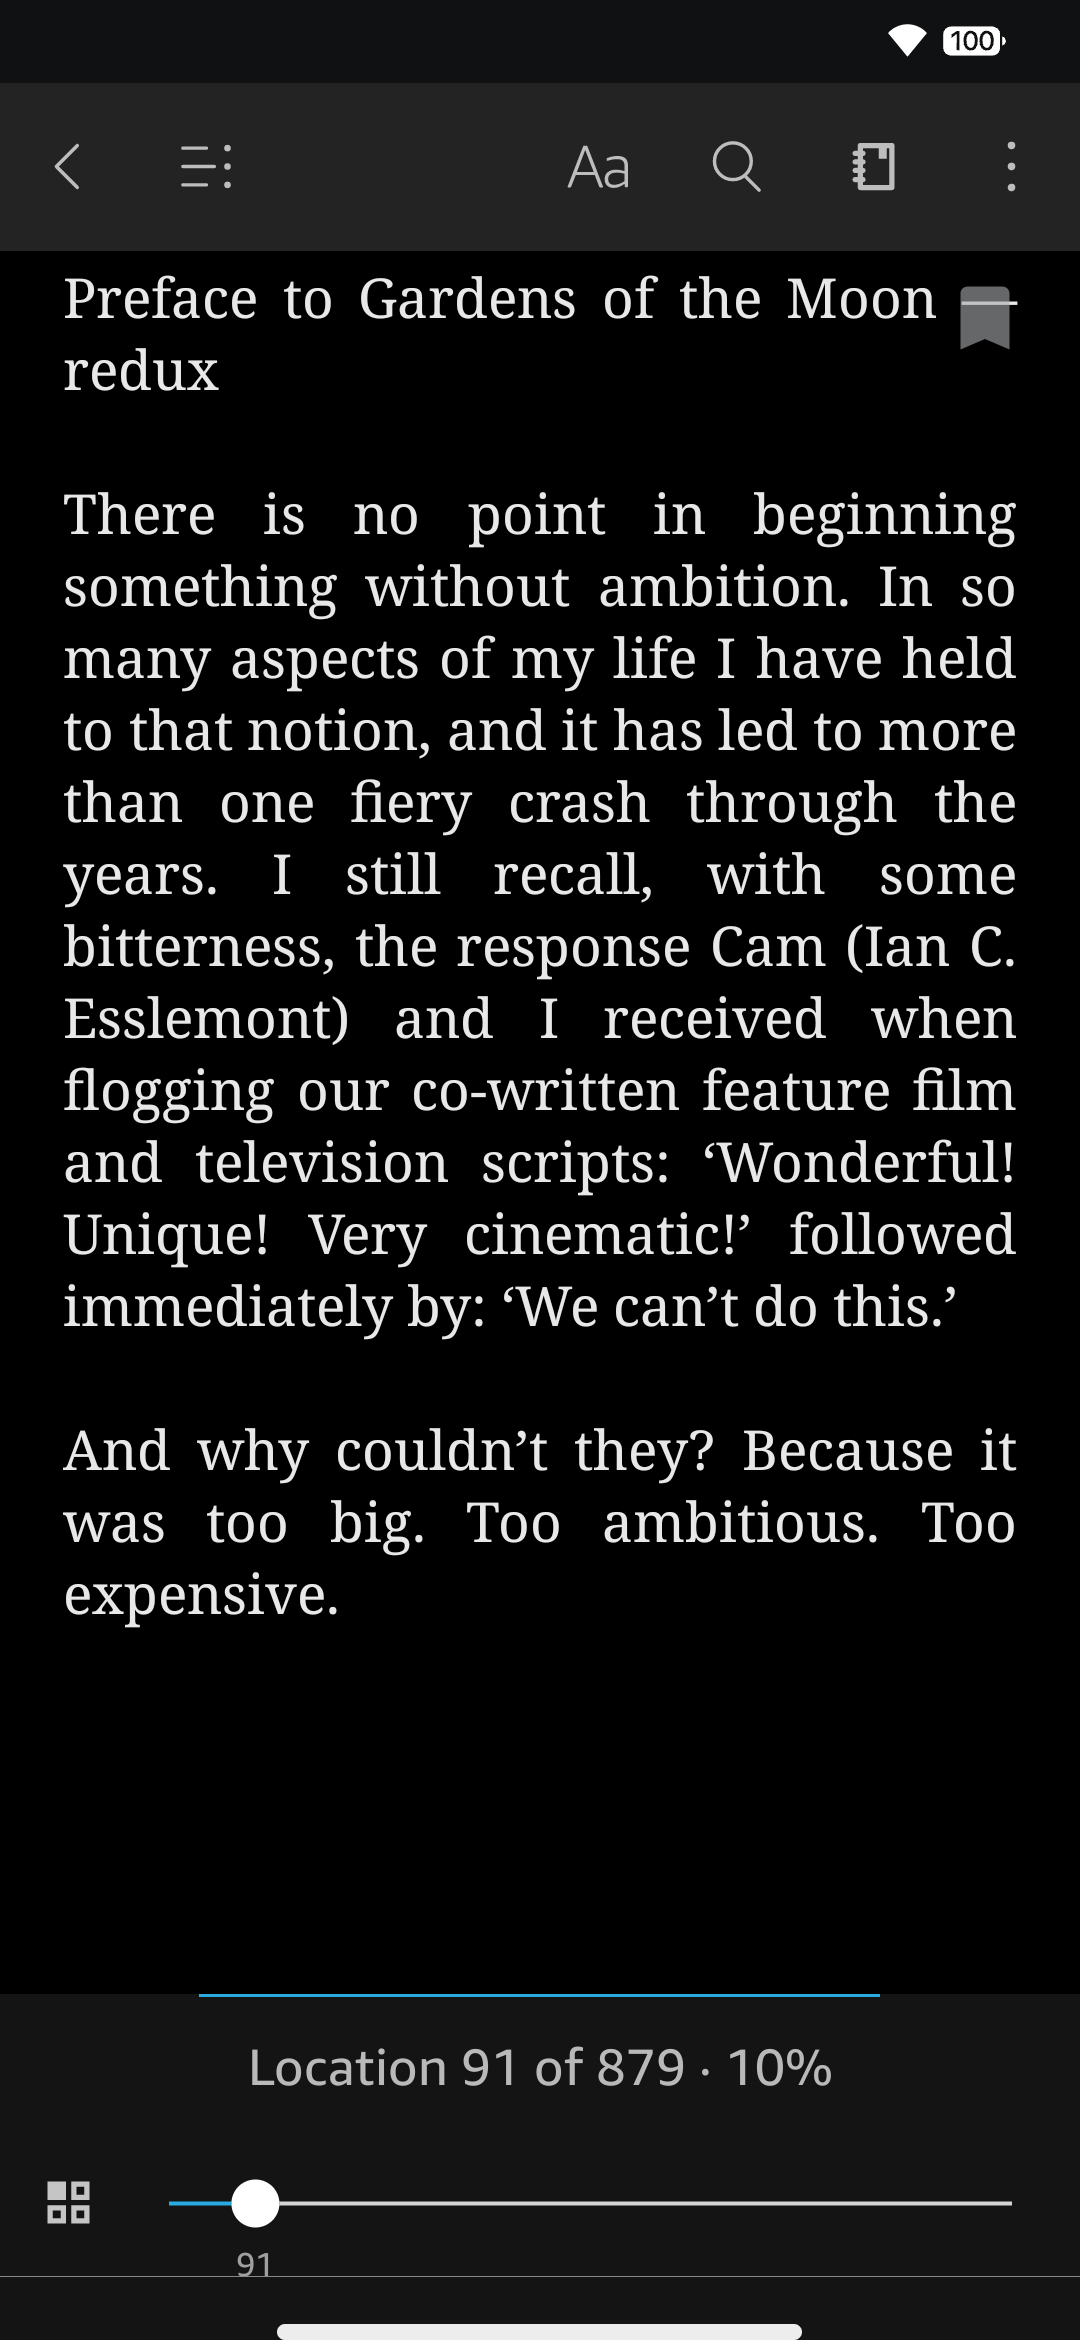 100
Aa
Preface to Gardens of the Moon —
redux
There is no point in beginning
something without ambition. In so
many aspects of my life I have held
to that notion, and it has led to more
than one fiery crash through the
years. I still recall, with some
bitterness, the response Cam (Ian C.
Esslemont) and I received when
flogging our co-written feature film
and television scripts: ‘Wonderful!
Unique! Very cinematic!’ followed
immediately by: ‘We can’t do this.’
And why couldn’t they? Because it
was too big. Too ambitious. Too
expensive.
Location 91 of 879 · 10%
91